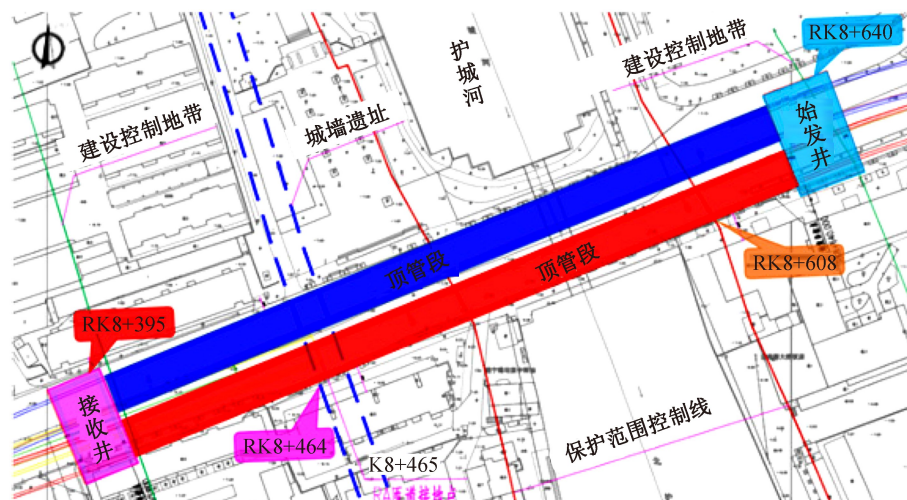 RK8+640
建设控制地带
护城河
城
河
建设控制地带
城墙遗址
始发井
顶管段
顶管段
RK8+608
RK8+395
接收井
RK8+464
K8+465
保护范围控制线